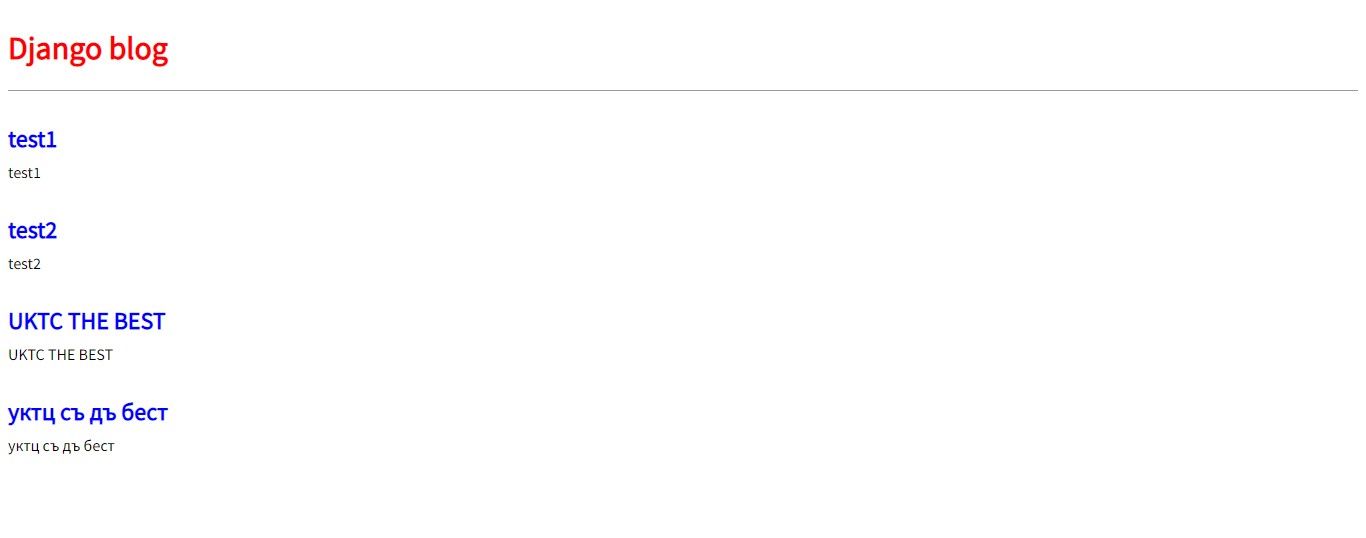 Django blog
test1
test1
test2
test2
UKTC THE BEST
UKTC THE BEST
уктц съ дъ бест
уктц съ дъ бест